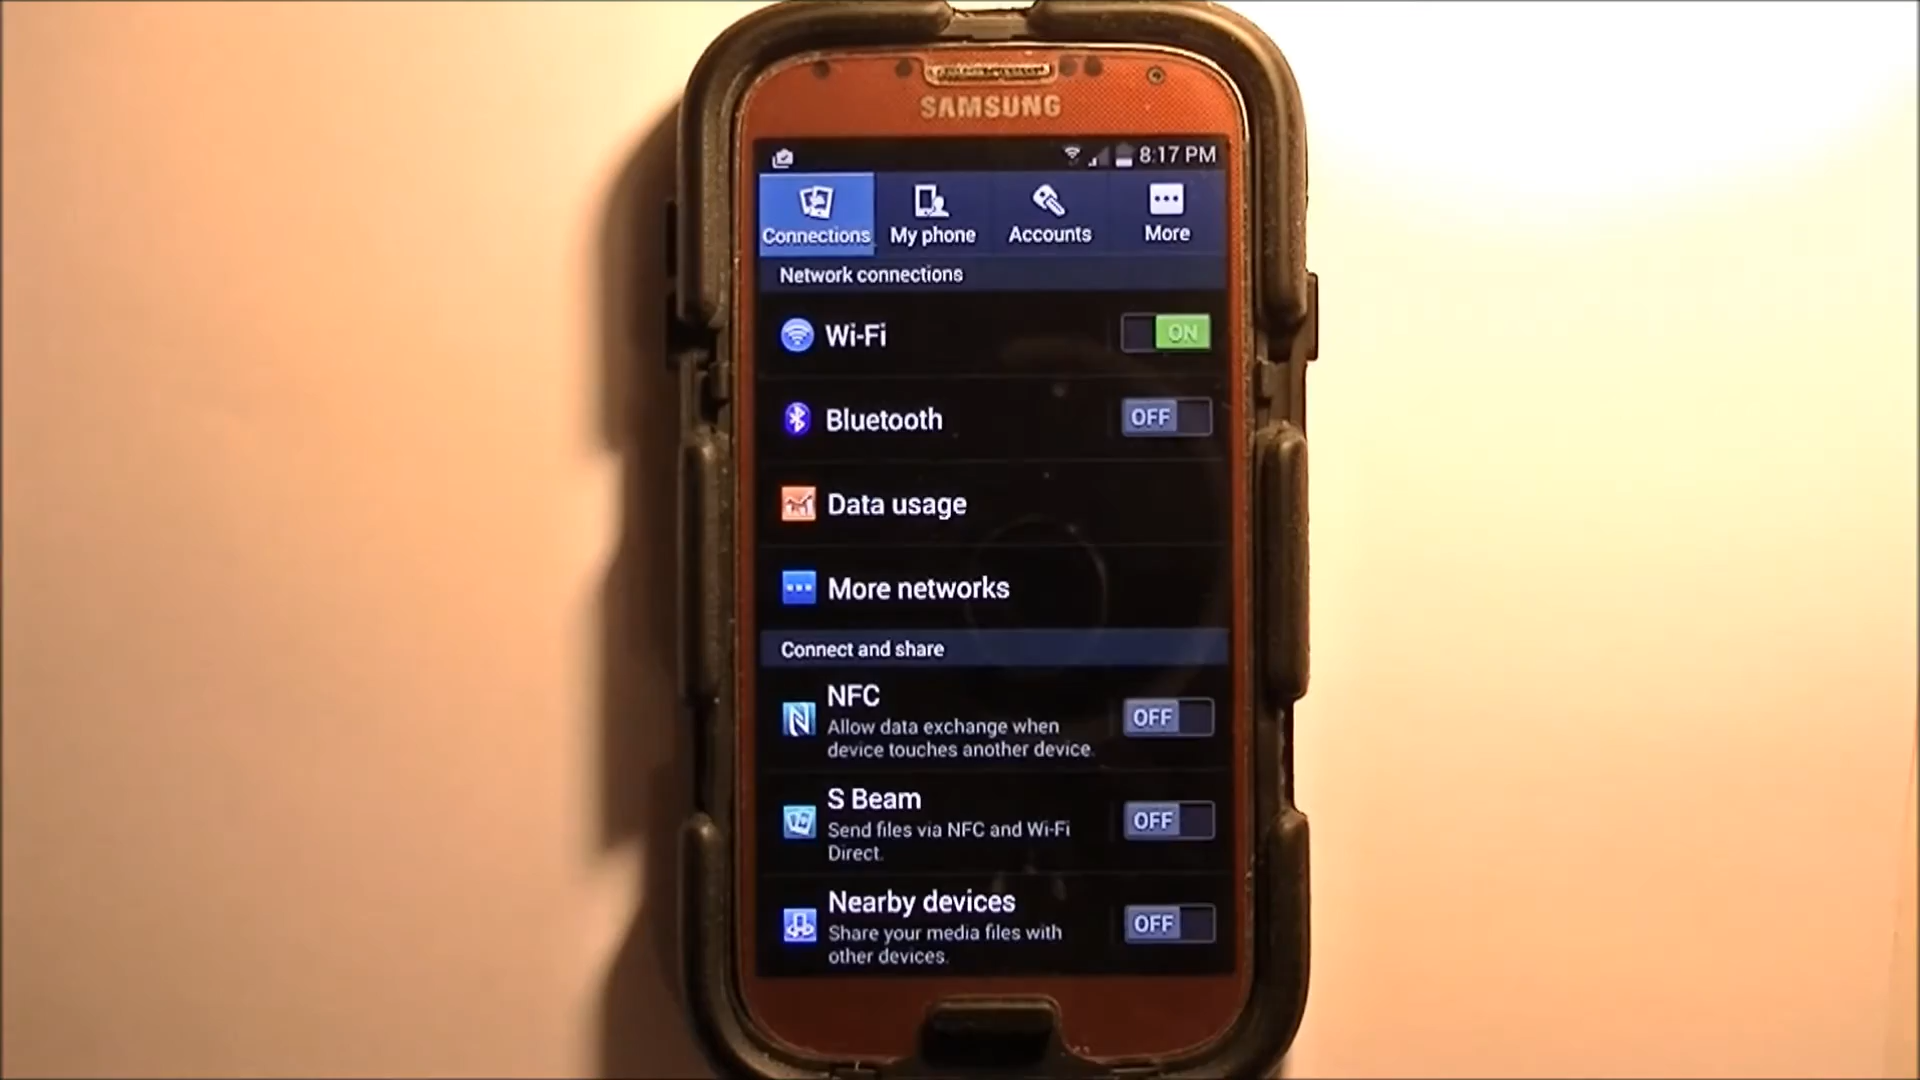 SAMSUNG
8:17 PM
Connections My phone Accounts More
Network connections
Wi-Fi ON
Bluetooth OFF
Data usage
More networks
Connect and share
NFC
Allow data exchange when
device touches another device.
OFF
S Beam
Send files via NFC and Wi-Fi
Direct.
OFF
Nearby devices
Share your media files with
other devices.
OFF